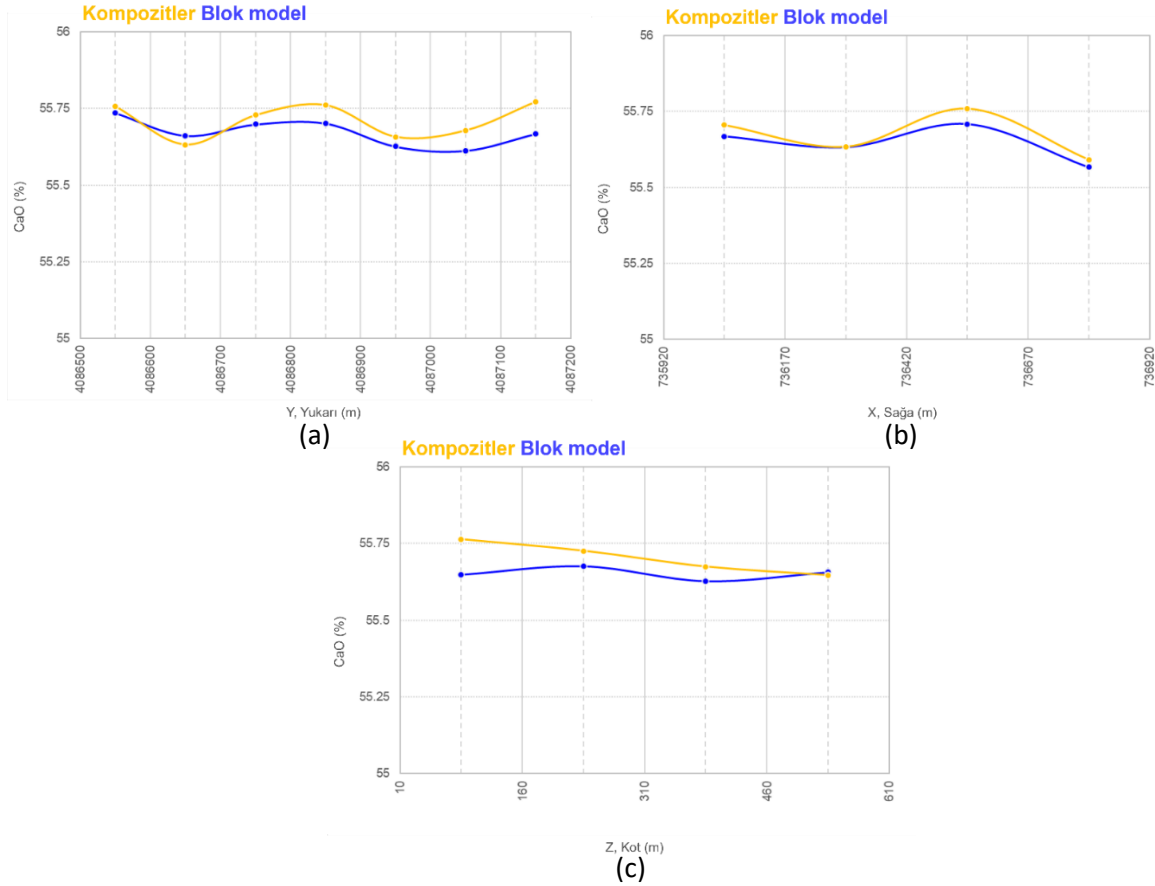 Kompozitler Blok model
56
55.75
55.5
55.25
55
CaO (%)
4086500
4086600
4086700
4086800
4086900
4087000
4087100
4087200
Y, Yukarı (m)
(a)
Kompozitler Blok model
56
55.75
55.5
55.25
55
CaO (%)
735920
736170
736420
736670
736920
X, Sağa (m)
(b)
Kompozitler Blok model
56
55.75
55.5
55.25
55
CaO (%)
10
160
310
460
610
Z, Kot (m)
(c)